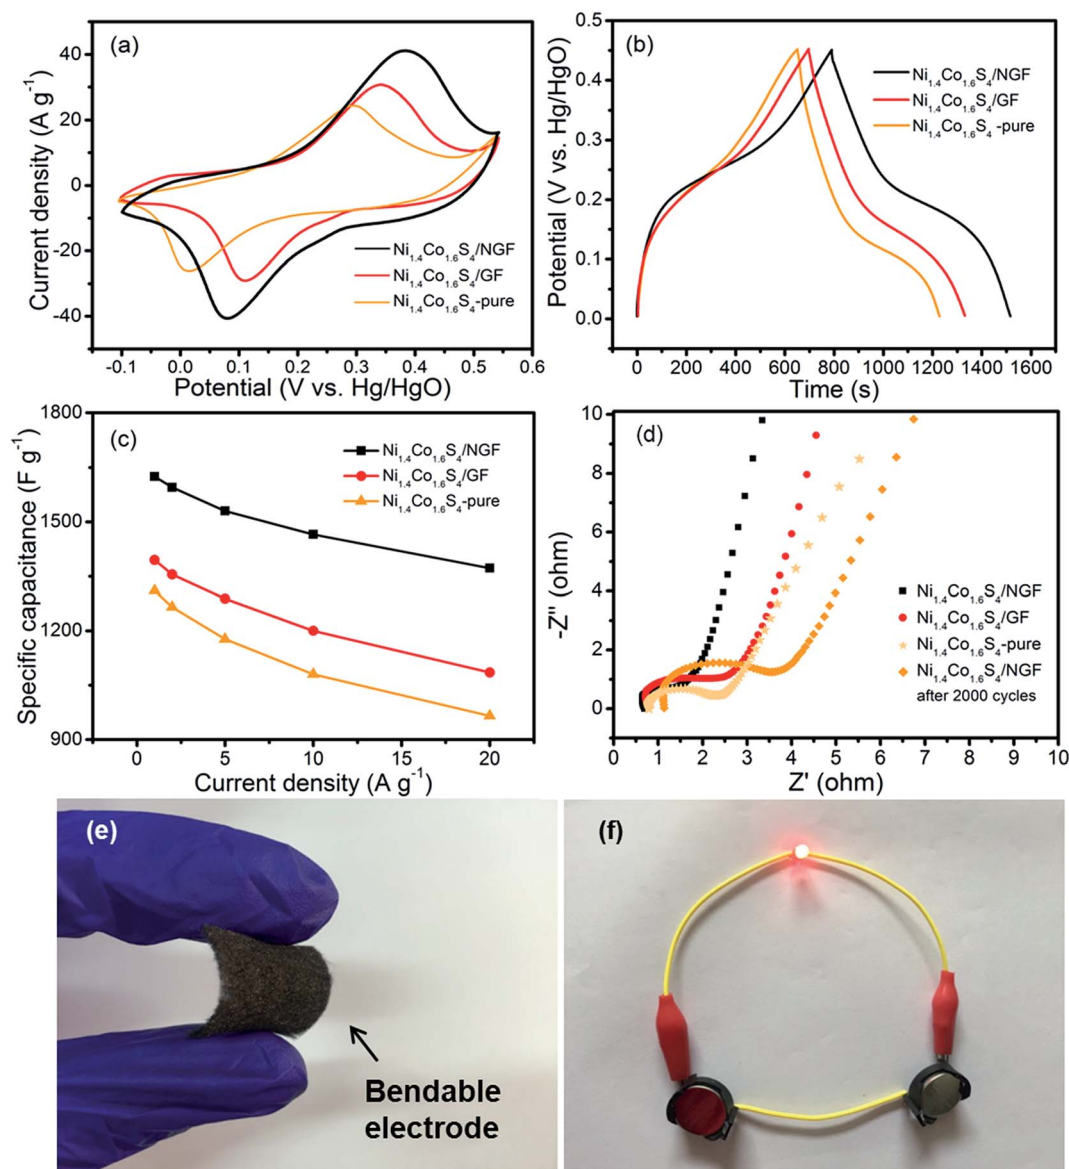 (a)
40
20
0
-20
-40
Current density (A g⁻¹)
Ni₁.₄Co₁.₆S₄/NGF
Ni₁.₄Co₁.₆S₄/GF
Ni₁.₄Co₁.₆S₄-pure
-0.1 0.0 0.1 0.2 0.3 0.4 0.5 0.6
Potential (V vs. Hg/HgO)
(b)
0.5
0.4
0.3
0.2
0.1
0.0
Potential (V vs. Hg/HgO)
Ni₁.₄Co₁.₆S₄/NGF
Ni₁.₄Co₁.₆S₄/GF
Ni₁.₄Co₁.₆S₄ -pure
0 200 400 600 800 1000 1200 1400 1600
Time (s)
(c)
1800
1500
1200
900
Specific capacitance (F g⁻¹)
Ni₁.₄Co₁.₆S₄/NGF
Ni₁.₄Co₁.₆S₄/GF
Ni₁.₄Co₁.₆S₄-pure
0 5 10 15 20
Current density (A g⁻¹)
(d)
10
8
6
4
2
0
-Z" (ohm)
Ni₁.₄Co₁.₆S₄/NGF
Ni₁.₄Co₁.₆S₄/GF
Ni₁.₄Co₁.₆S₄-pure
Ni₁.₄Co₁.₆S₄/NGF
after 2000 cycles
0 1 2 3 4 5 6 7 8 9 10
Z' (ohm)
(e)
Bendable
electrode
(f)